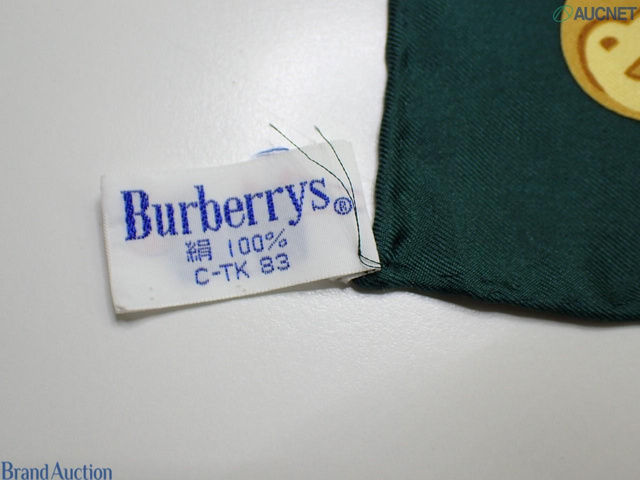 AUCNET
Burberrys®
絹 100%
C-TK 83
Brand Auction